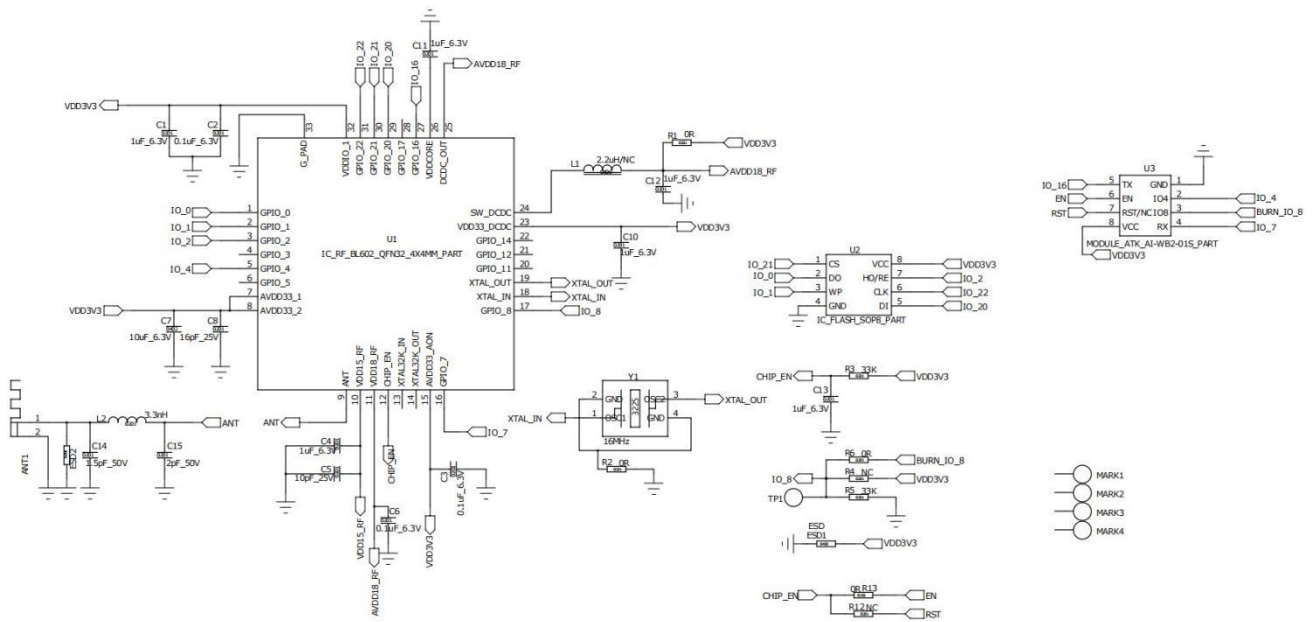 C11
1uF_6.3V
IO_22
IO_21
IO_20
IO_16
AVDD18_RF
VDD3V3
C1
1uF_6.3V
C2
0.1uF_6.3V
33
32
31
30
29
28
27
26
25
G_PAD
VDDIO_1
GPIO_22
GPIO_21
GPIO_20
GPIO_17
GPIO_16
VDDCORE
DCDC_OUT
R1 0R
VDD3V3
L1 2.2uH/NC
AVDD18_RF
C12
1uF_6.3V
IO_0 1 GPIO_0
IO_1 2 GPIO_1
IO_2 3 GPIO_2
4 GPIO_3
IO_4 5 GPIO_4
6 GPIO_5
7 AVDD33_1
VDD3V3 8 AVDD33_2
U1
IC_RF_BL602_QFN32_4X4MM_PART
SW_DCDC 24
VDD33_DCDC 23 VDD3V3
GPIO_14 22
GPIO_12 21
GPIO_11 20
XTAL_OUT 19 XTAL_OUT
XTAL_IN 18 XTAL_IN
GPIO_8 17 IO_8
C10
1uF_6.3V
C7
10uF_6.3V
C8
16pF_25V
ANT
VDD15_RF
VDD18_RF
CHIP_EN
XTAL32K_IN
XTAL32K_OUT
AVDD33_AON
GPIO_7
9
10
11
12
13
14
15
16
ANT
IO_7
C4
1uF_6.3V
C5
10pF_25V
CHIP_EN
C3
0.1uF_6.3V
C6
0.1uF_6.3V
VDD15_RF
AVDD18_RF
VDD3V3
ANT1
1
2
ESD2
L2 3.3nH
ANT
C14
1.5pF_50V
C15
2pF_50V
Y1
2 GND OSC2 3 XTAL_OUT
XTAL_IN 1 OSC1 GND 4
3225
16MHz
R2 0R
U3
IO_16 5 TX GND 1
EN 6 EN IO4 2 IO_4
RST 7 RST/NC IO8 3 BURN_IO_8
8 VCC RX 4 IO_7
MODULE_ATK_AI-WB2-01S_PART
VDD3V3
U2
IO_21 1 CS VCC 8 VDD3V3
IO_0 2 DO HO/RE 7 IO_2
IO_1 3 WP CLK 6 IO_22
4 GND DI 5 IO_20
IC_FLASH_SOP8_PART
CHIP_EN R3 33K VDD3V3
C13
1uF_6.3V
R6 0R BURN_IO_8
IO_8 R4 NC VDD3V3
TP1 R5 33K
ESD
ESD1 VDD3V3
CHIP_EN 0R R13 EN
R12 NC RST
MARK1
MARK2
MARK3
MARK4